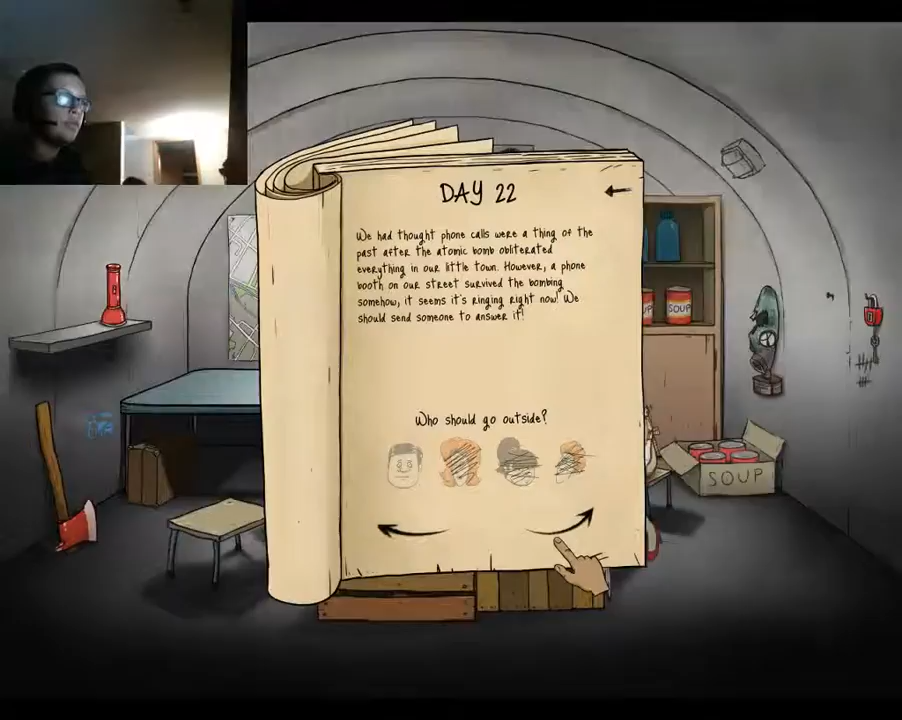 DAY 22
We had thought phone calls were a thing of the
past after the atomic bomb obliterated
everything in our little town. However, a phone
booth on our street survived the bombing
somehow, it seems it's ringing right now! We
should send someone to answer it!
Who should go outside?
SOUP
SOUP